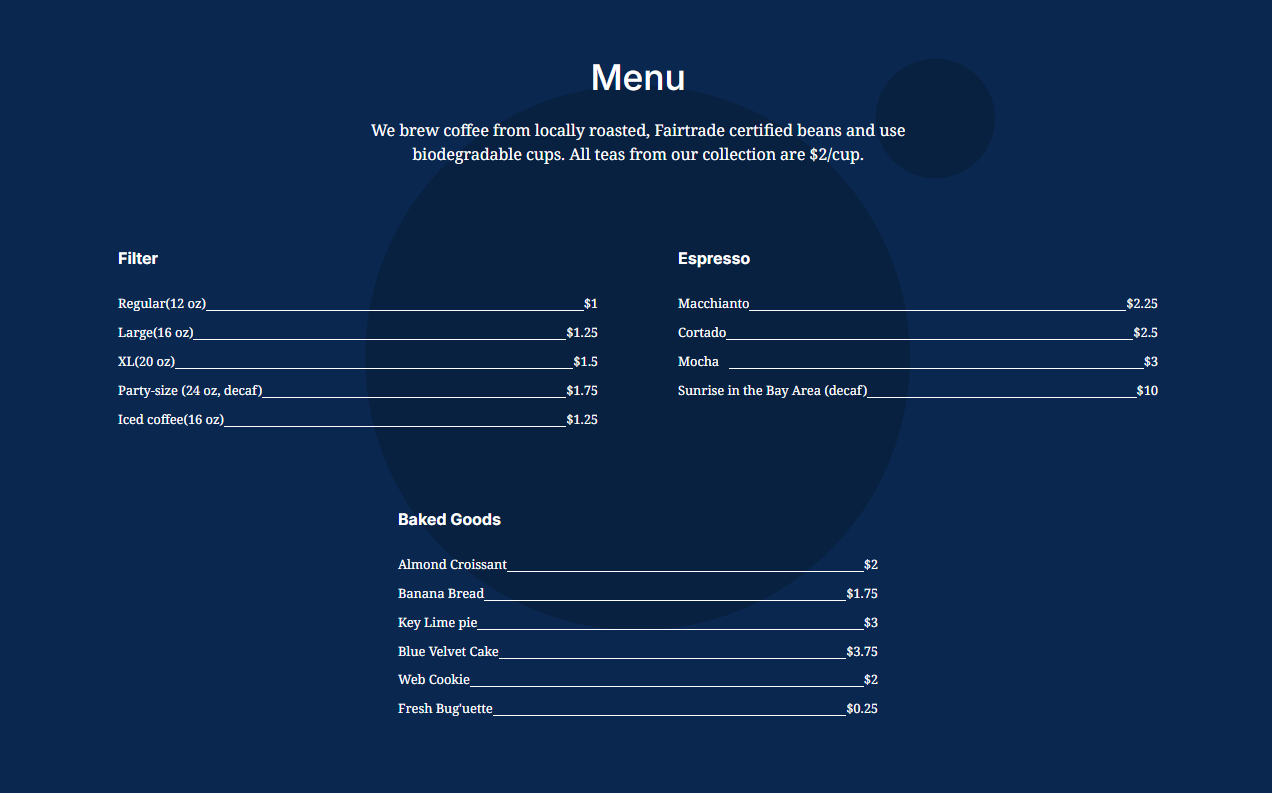 Menu
We brew coffee from locally roasted, Fairtrade certified beans and use
biodegradable cups. All teas from our collection are $2/cup.
Filter
Regular(12 oz) $1
Large(16 oz) $1.25
XL(20 oz) $1.5
Party-size (24 oz, decaf) $1.75
Iced coffee(16 oz) $1.25
Espresso
Macchianto $2.25
Cortado $2.5
Mocha $3
Sunrise in the Bay Area (decaf) $10
Baked Goods
Almond Croissant $2
Banana Bread $1.75
Key Lime pie $3
Blue Velvet Cake $3.75
Web Cookie $2
Fresh Bug'uette $0.25